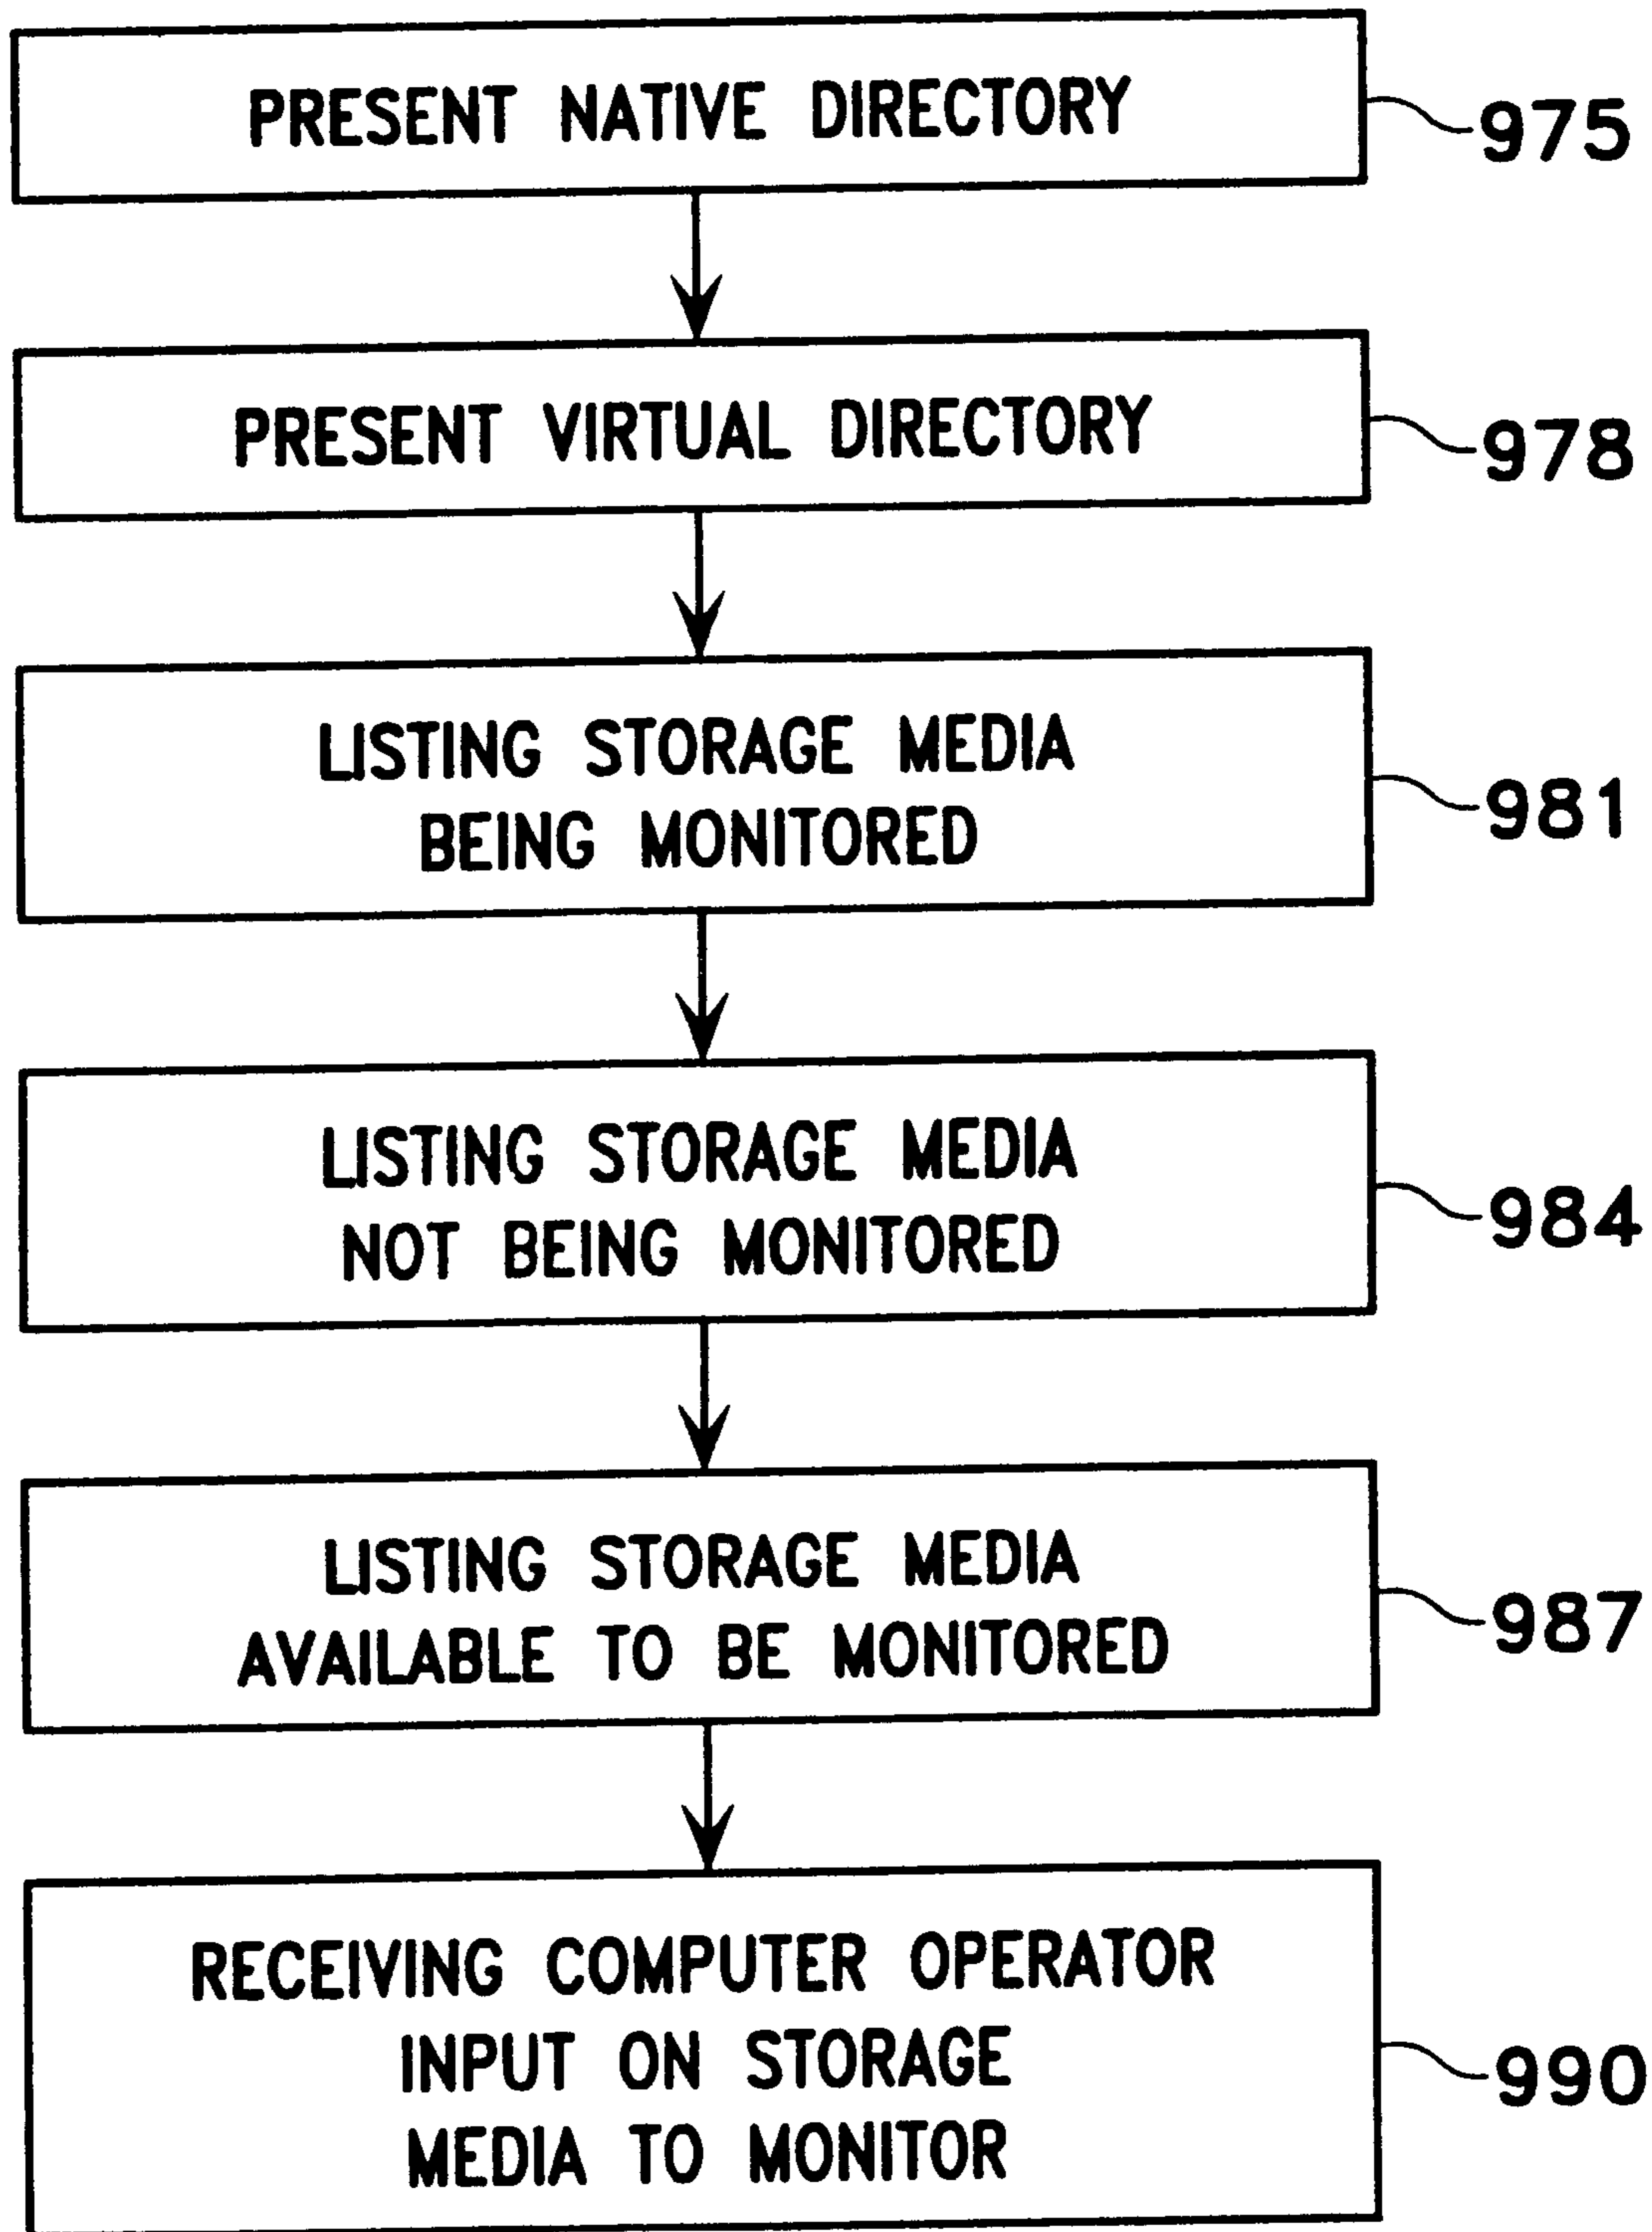 PRESENT NATIVE DIRECTORY
975
PRESENT VIRTUAL DIRECTORY
978
LISTING STORAGE MEDIA
BEING MONITORED
981
LISTING STORAGE MEDIA
NOT BEING MONITORED
984
LISTING STORAGE MEDIA
AVAILABLE TO BE MONITORED
987
RECEIVING COMPUTER OPERATOR
INPUT ON STORAGE
MEDIA TO MONITOR
990